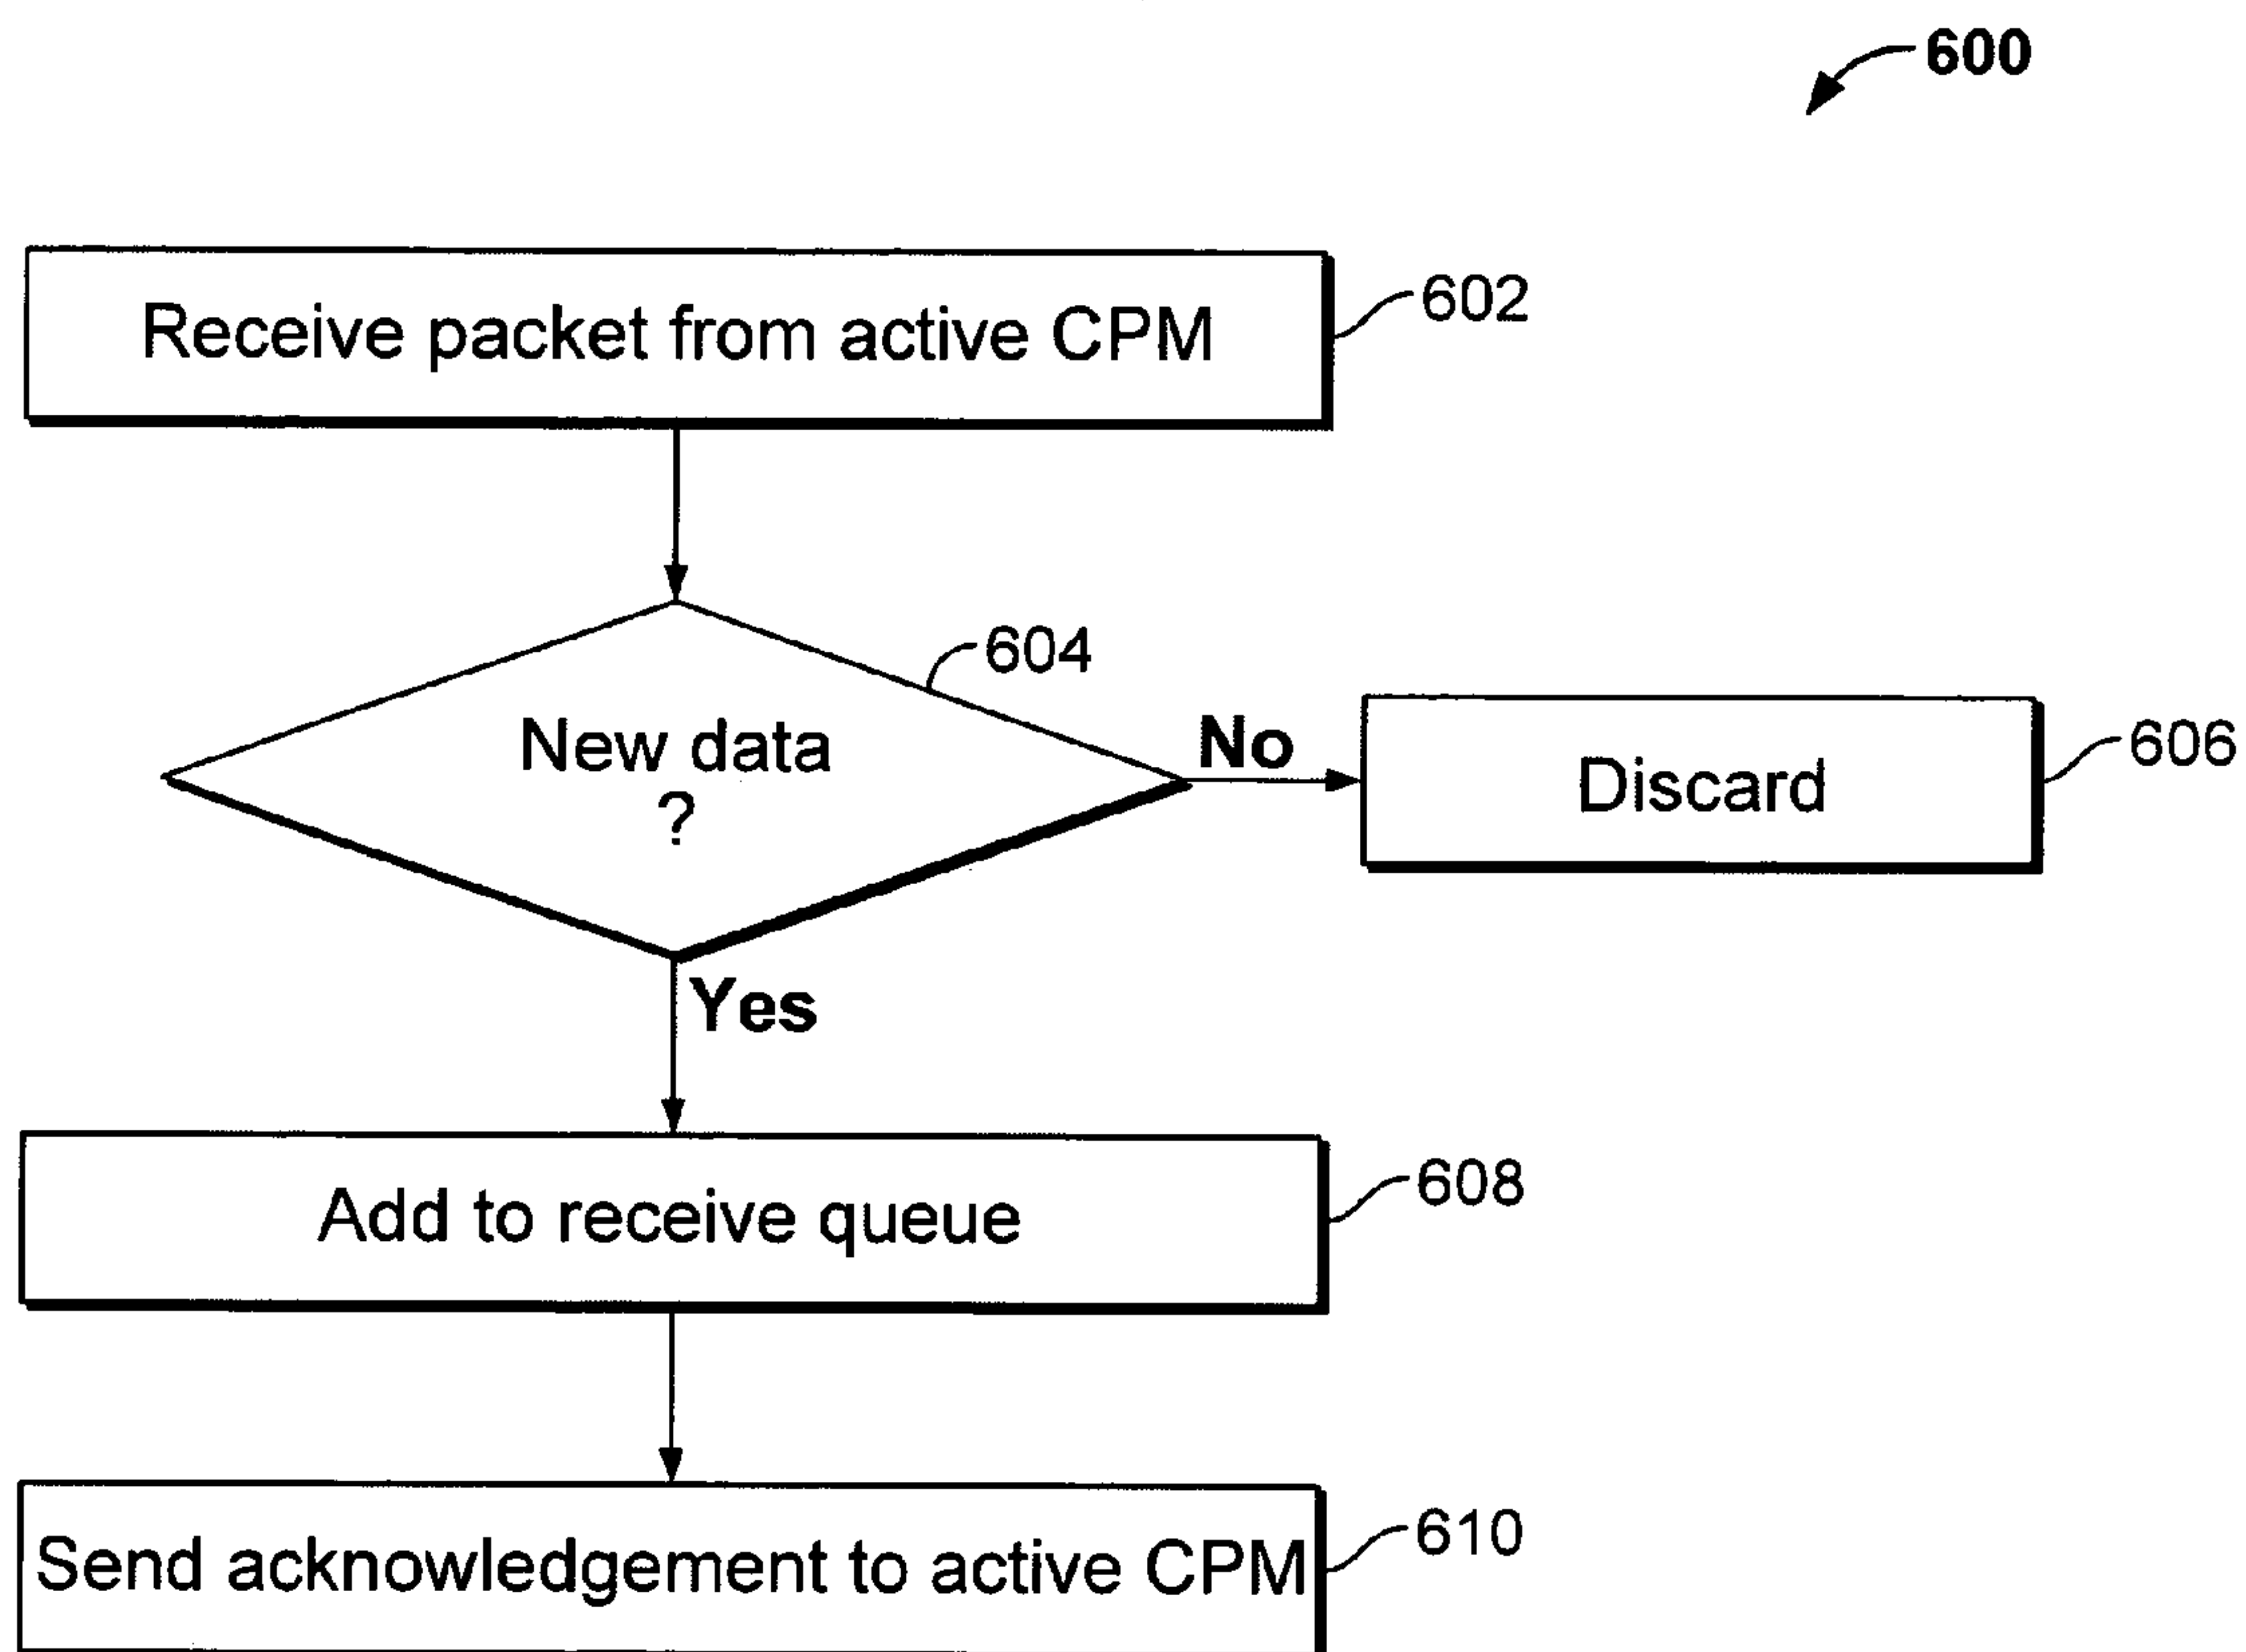 600
Receive packet from active CPM
602
604
New data
?
No
Discard
606
Yes
Add to receive queue
608
Send acknowledgement to active CPM
610